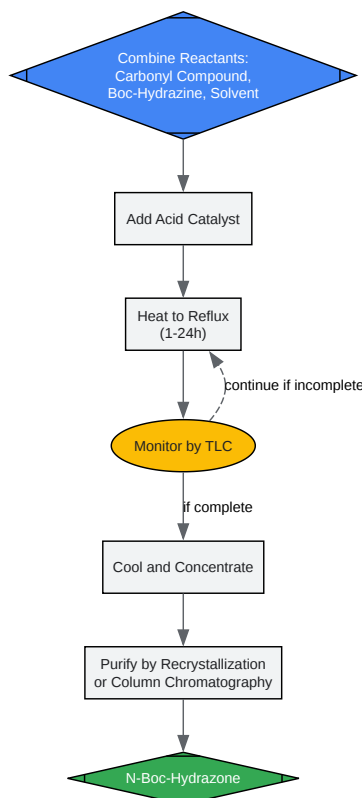 Combine Reactants:
Carbonyl Compound,
Boc-Hydrazine, Solvent
Add Acid Catalyst
Heat to Reflux
(1-24h)
continue if incomplete
Monitor by TLC
if complete
Cool and Concentrate
Purify by Recrystallization
or Column Chromatography
N-Boc-Hydrazone